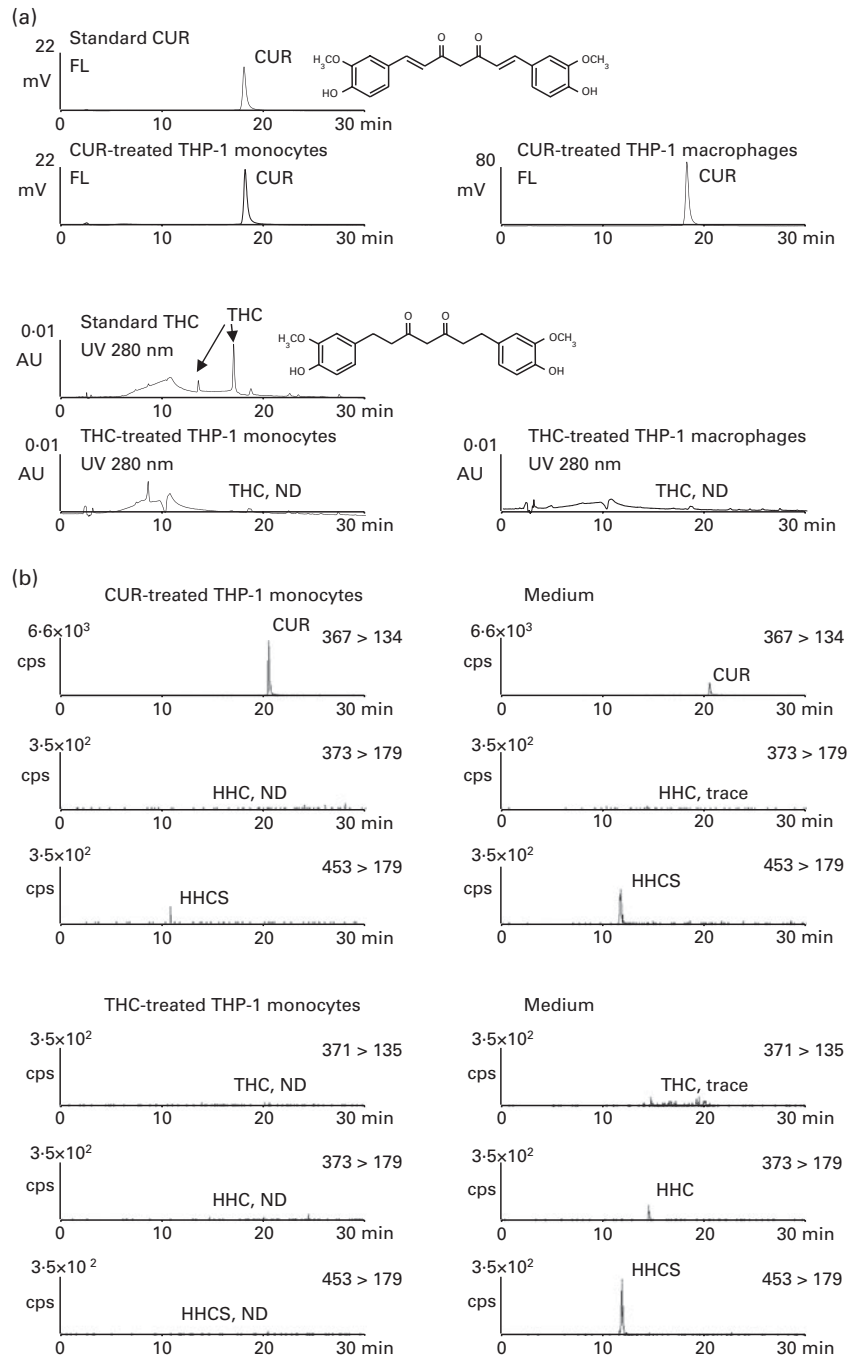 (a)
Standard CUR
22
mV
FL
CUR
O O
H3CO OCH3
HO OH
0 10 20 30 min
CUR-treated THP-1 monocytes
22
mV
FL
CUR
0 10 20 30 min
CUR-treated THP-1 macrophages
80
mV
FL
CUR
0 10 20 30 min
Standard THC
0·01
AU
UV 280 nm
THC
O O
H3CO OCH3
HO OH
0 10 20 30 min
THC-treated THP-1 monocytes
0·01
AU
UV 280 nm
THC, ND
0 10 20 30 min
THC-treated THP-1 macrophages
0·01
AU
UV 280 nm
THC, ND
0 10 20 30 min
(b)
CUR-treated THP-1 monocytes
6·6×10³
cps
CUR
367 > 134
0 10 20 30 min
3·5×10²
cps
373 > 179
HHC, ND
0 10 20 30 min
3·5×10²
cps
453 > 179
HHCS
0 10 20 30 min
Medium
6·6×10³
cps
367 > 134
CUR
0 10 20 30 min
3·5×10²
cps
373 > 179
HHC, trace
0 10 20 30 min
3·5×10²
cps
453 > 179
HHCS
0 10 20 30 min
THC-treated THP-1 monocytes
3·5×10²
cps
371 > 135
THC, ND
0 10 20 30 min
3·5×10²
cps
373 > 179
HHC, ND
0 10 20 30 min
3·5×10 ²
cps
453 > 179
HHCS, ND
0 10 20 30 min
Medium
3·5×10²
cps
371 > 135
THC, trace
0 10 20 30 min
3·5×10²
cps
373 > 179
HHC
0 10 20 30 min
3·5×10²
cps
HHCS
453 > 179
0 10 20 30 min